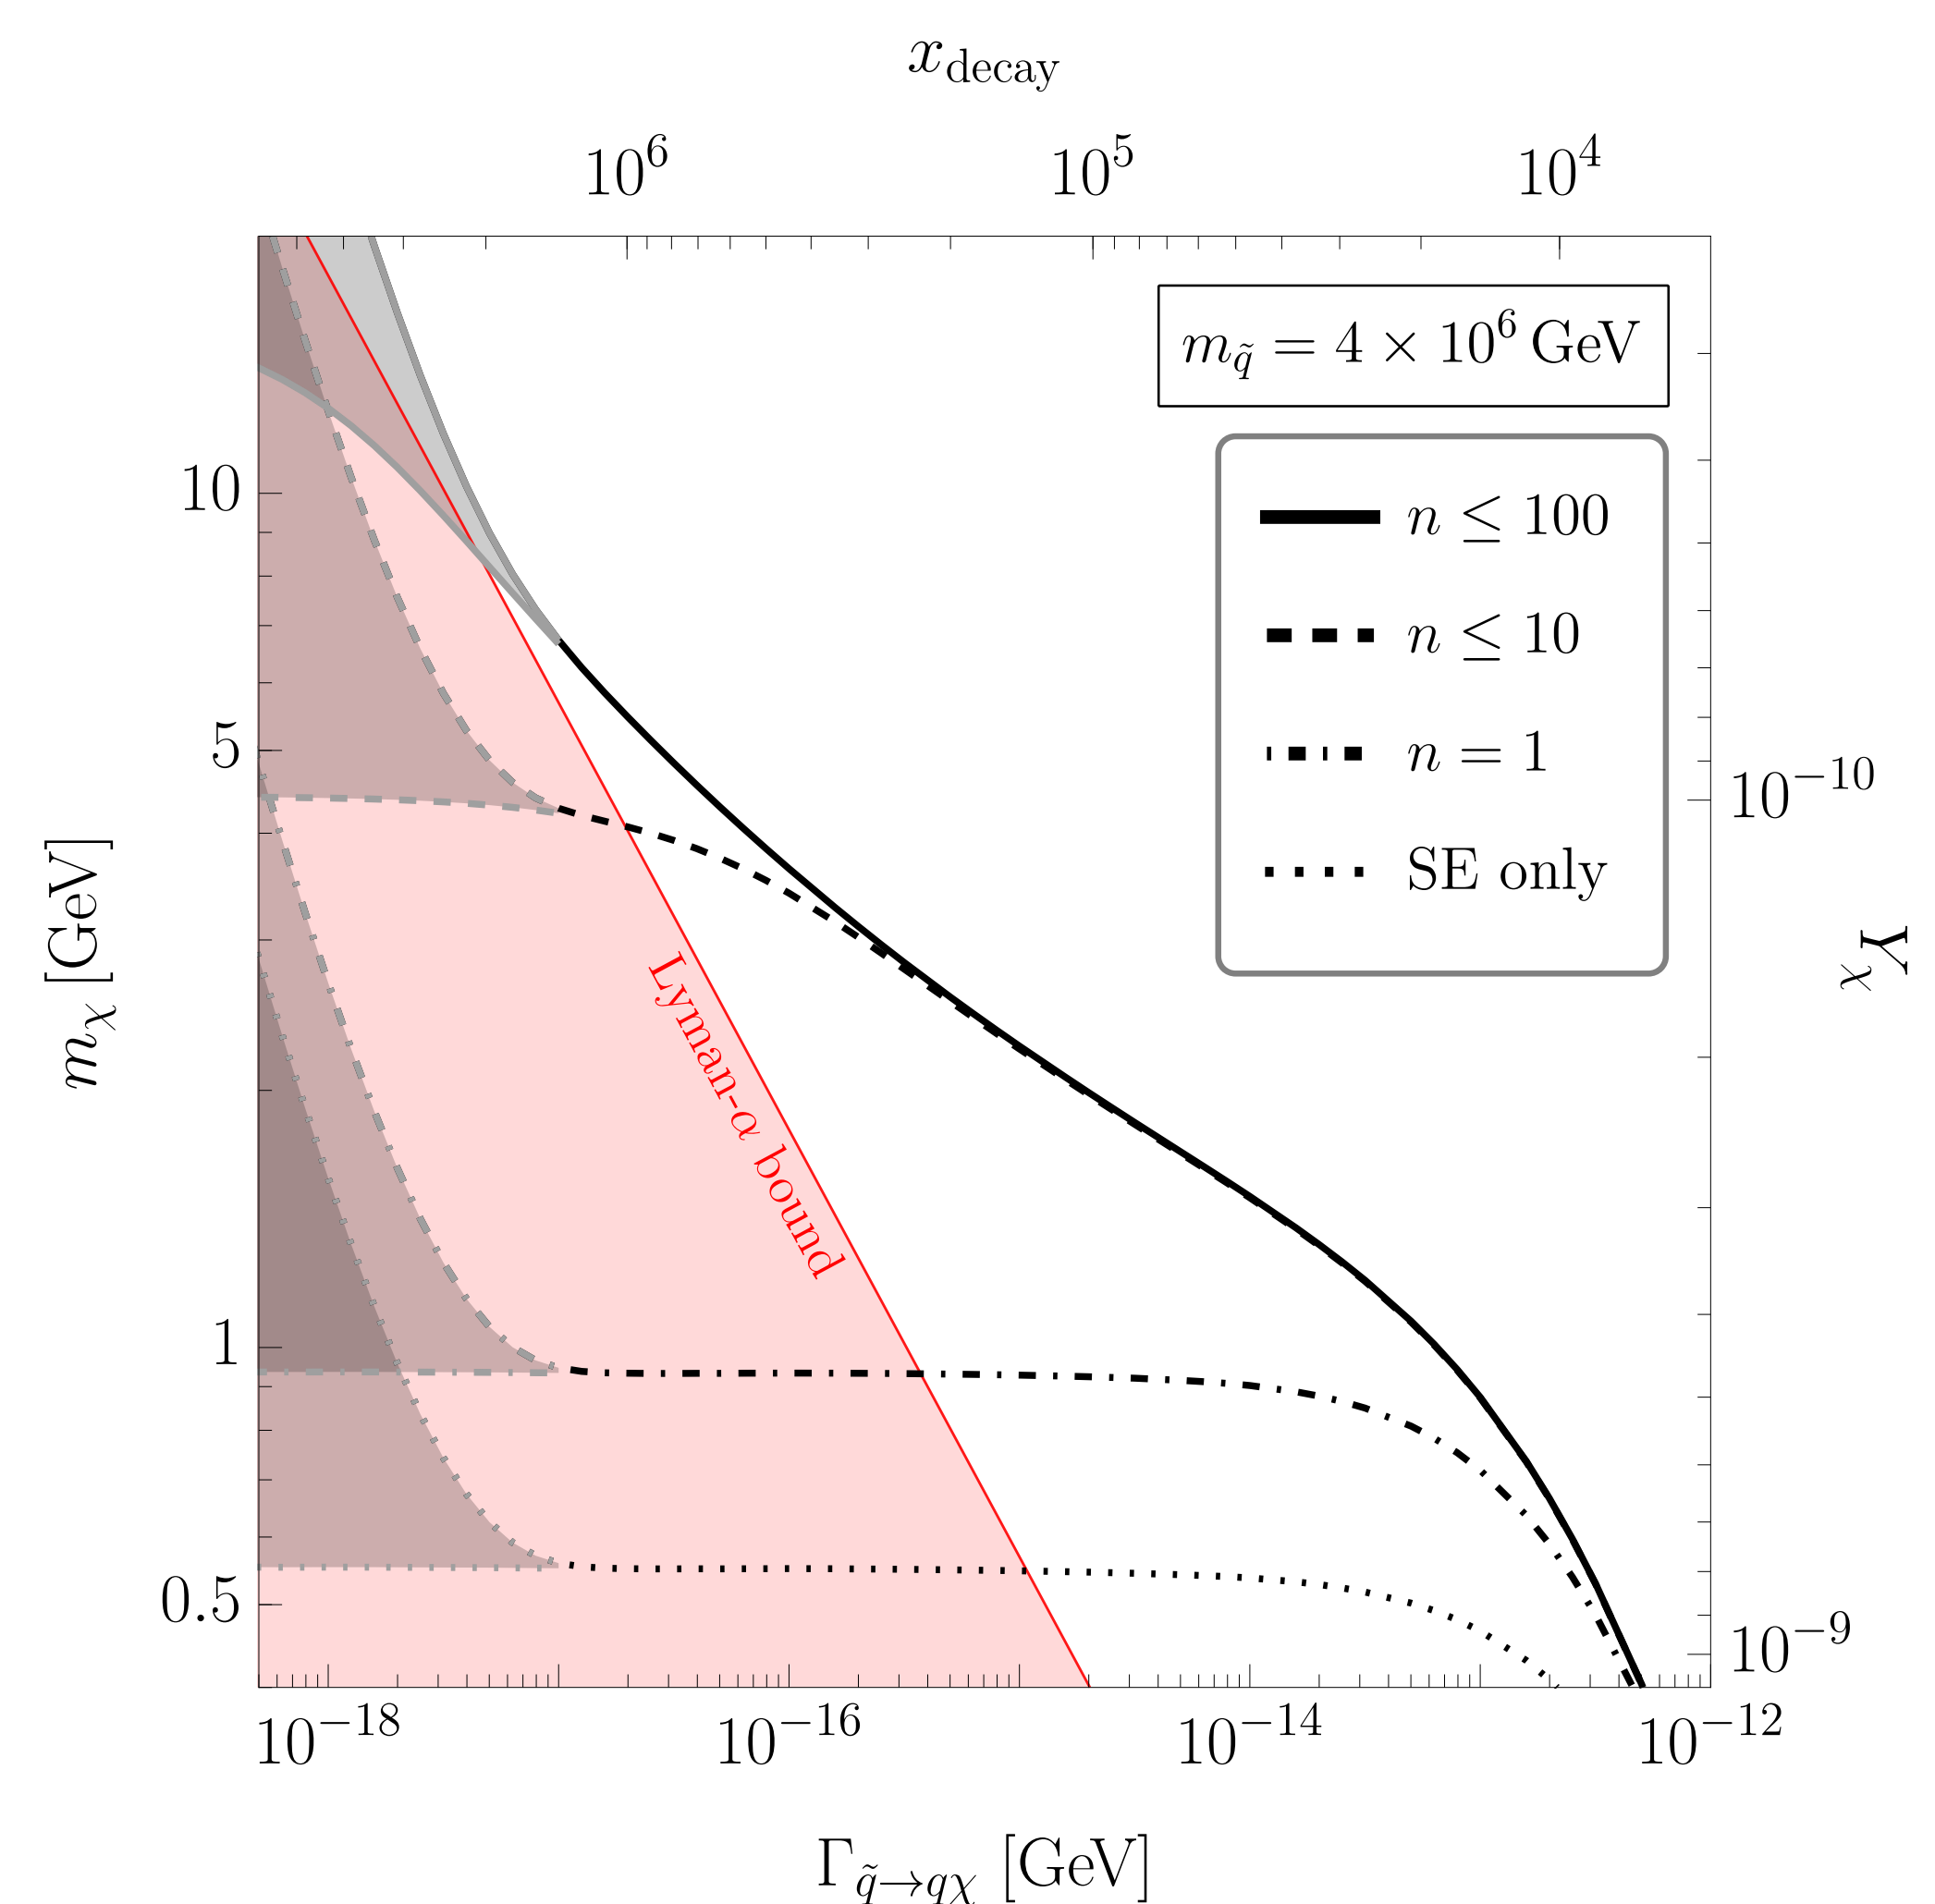 x_decay
10^6 10^5 10^4
m_q̃ = 4 × 10^6 GeV
n ≤ 100
n ≤ 10
n = 1
SE only
10
5
1
0.5
m_χ [GeV]
Lyman-α bound
10^−10
10^−9
Y_χ
10^−18 10^−16 10^−14 10^−12
Γ_q̃→qχ [GeV]